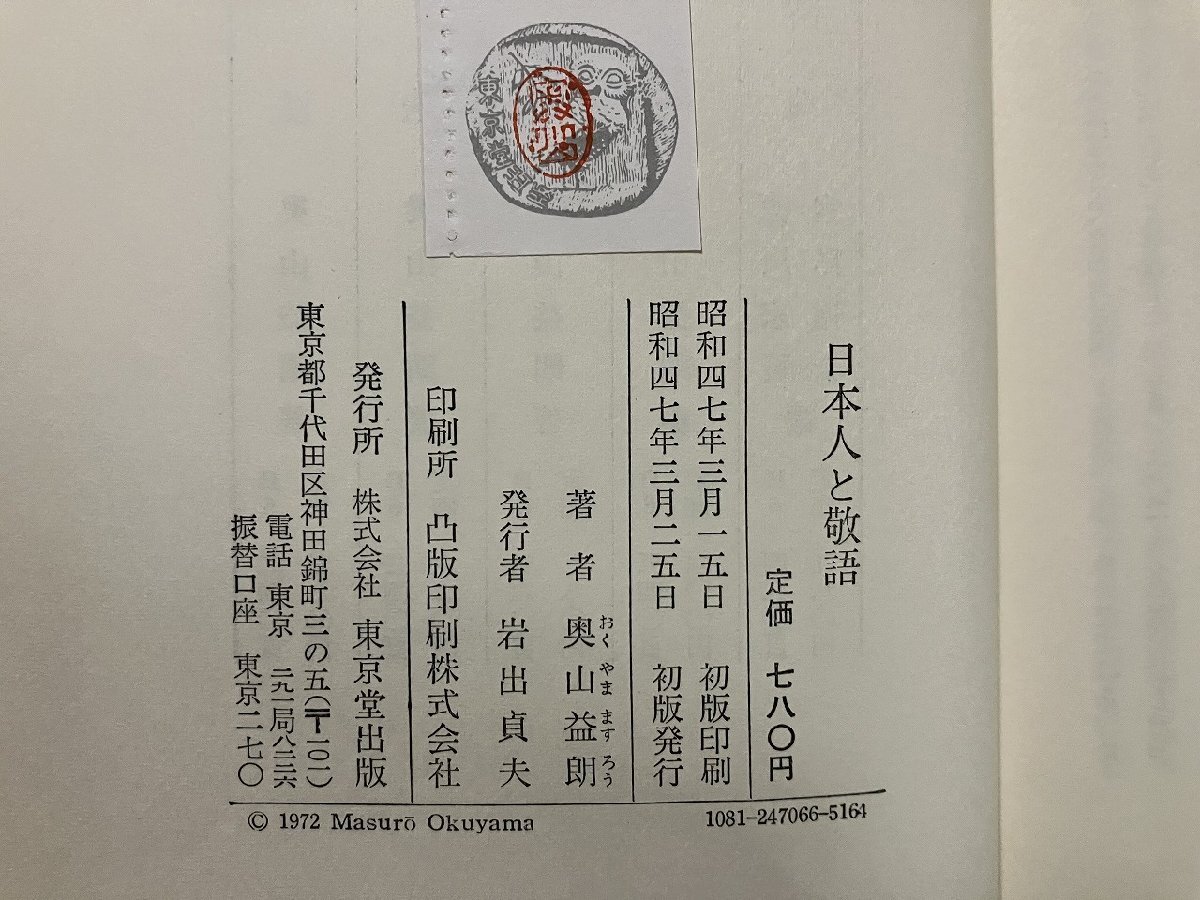 日本人と敬語
定価 七八〇円
昭和四七年三月一五日 初版印刷
昭和四七年三月二五日 初版発行
著者 奥山益朗
おくやますろう
発行者 岩出貞夫
印刷所 凸版印刷株式会社
発行所 株式会社 東京堂出版
東京都千代田区神田錦町三の五(〒一〇一)
電話 東京 二九一局八二二六
振替口座 東京二七〇
© 1972 Masurō Okuyama
1081-247066-5164